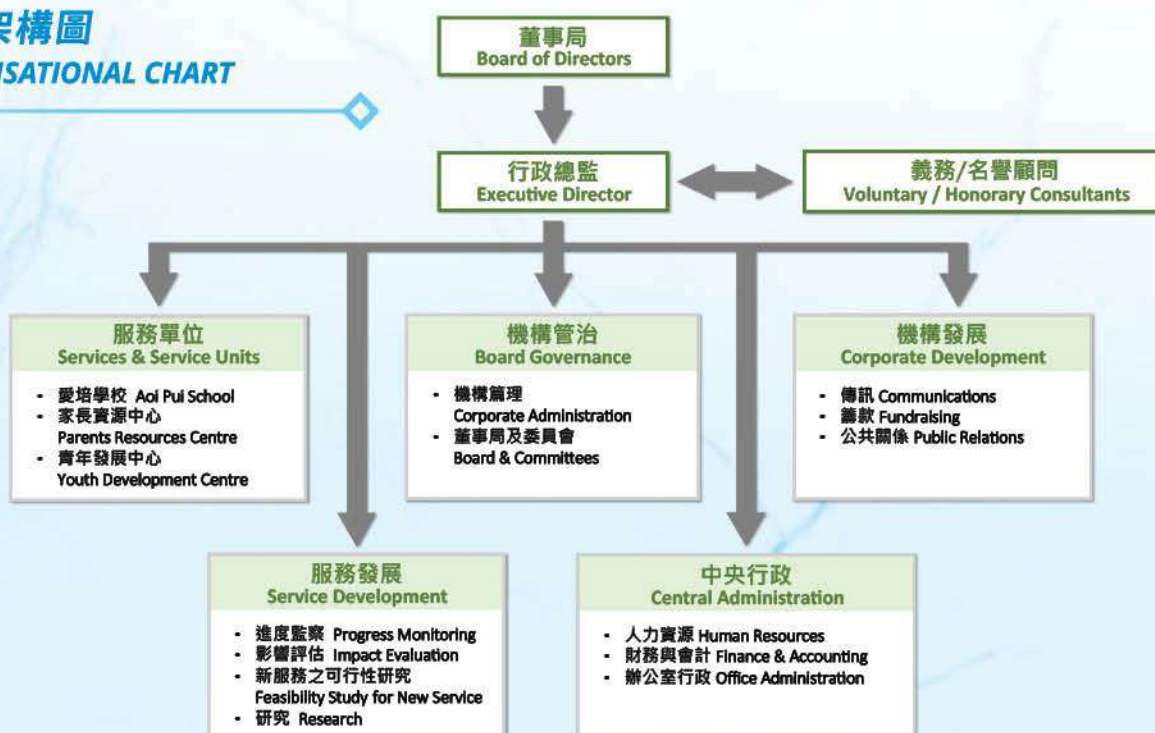 架構圖
ISATIONAL CHART
董事局
Board of Directors
行政總監
Executive Director
義務/名譽顧問
Voluntary / Honorary Consultants
服務單位
Services & Service Units
- 愛培學校 Aoi Pui School
- 家長資源中心
Parents Resources Centre
- 青年發展中心
Youth Development Centre
機構管治
Board Governance
- 機構篇理
Corporate Administration
- 董事局及委員會
Board & Committees
機構發展
Corporate Development
- 傳訊 Communications
- 籌款 Fundraising
- 公共關係 Public Relations
服務發展
Service Development
- 進度監察 Progress Monitoring
- 影響評估 Impact Evaluation
- 新服務之可行性研究
Feasibility Study for New Service
- 研究 Research
中央行政
Central Administration
- 人力資源 Human Resources
- 財務與會計 Finance & Accounting
- 辦公室行政 Office Administration